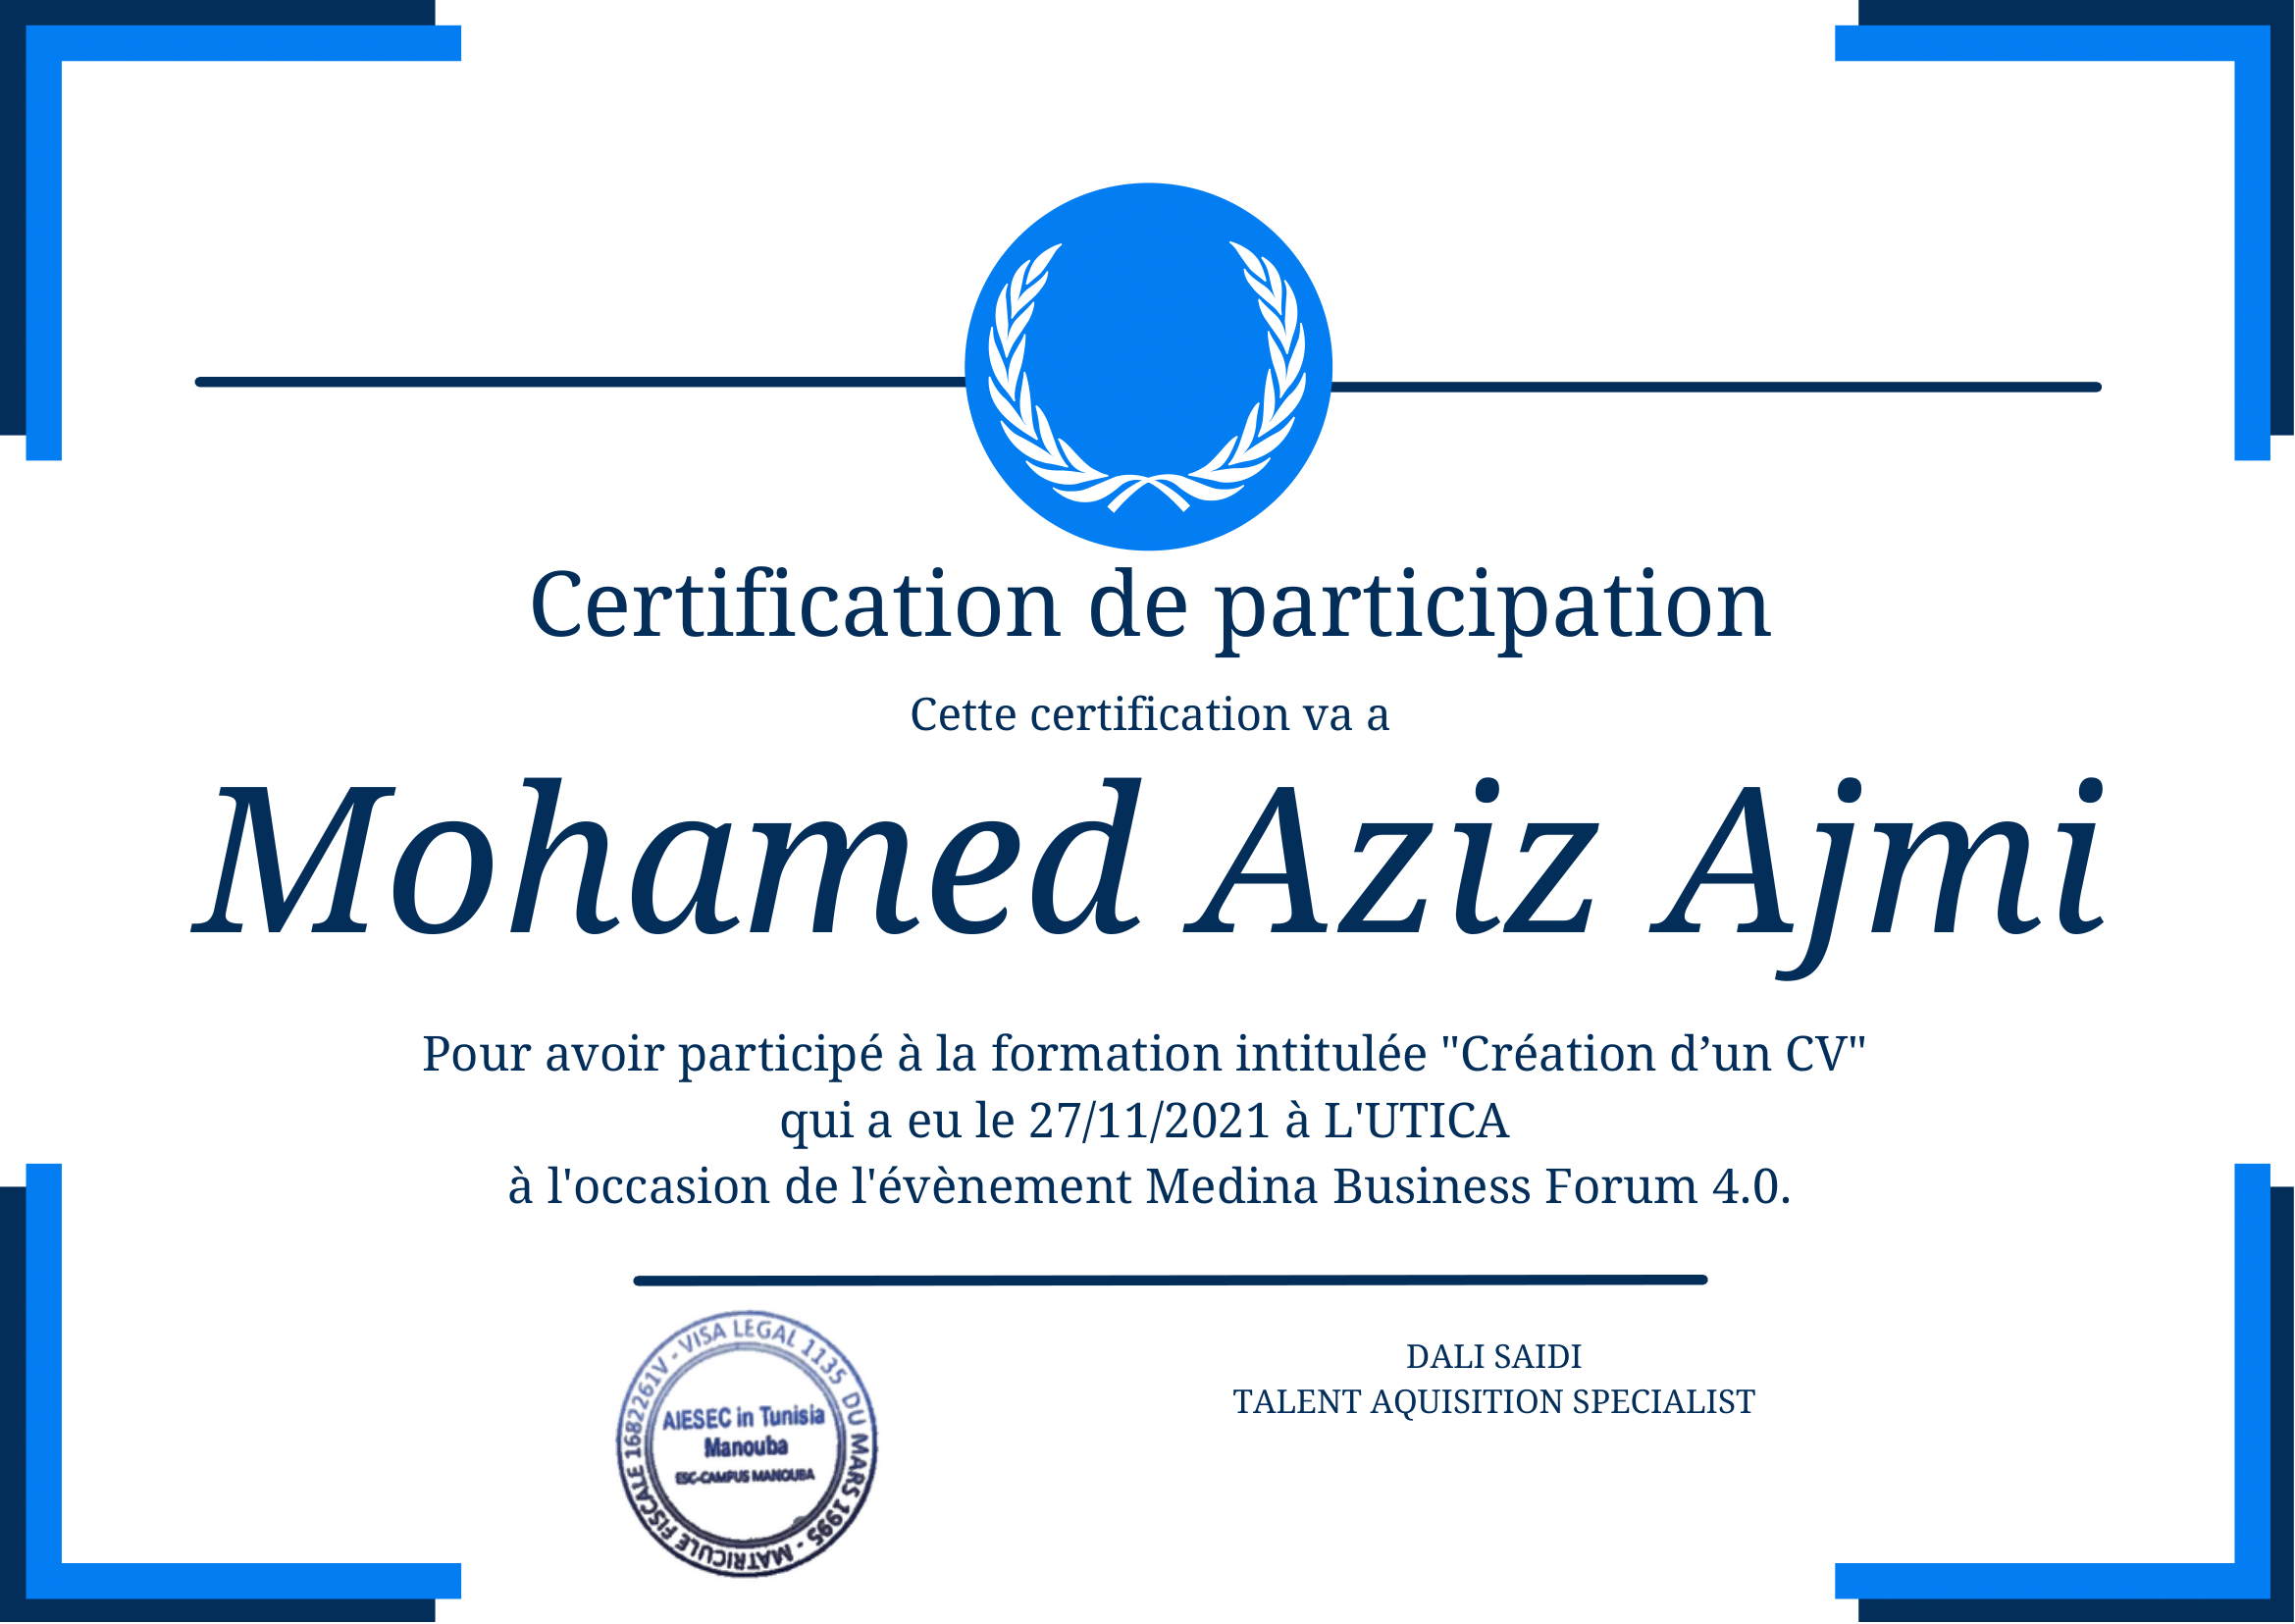 Certification de participation
Cette certification va a
Mohamed Aziz Ajmi
Pour avoir participé à la formation intitulée "Création d’un CV"
qui a eu le 27/11/2021 à L'UTICA
à l'occasion de l'évènement Medina Business Forum 4.0.
MATRICULE FISCALE 1682261V - VISA LEGAL 1135 DU MARS 1995 -
AIESEC in Tunisia
Manouba
ESC-CAMPUS MANOUBA
DALI SAIDI
TALENT AQUISITION SPECIALIST